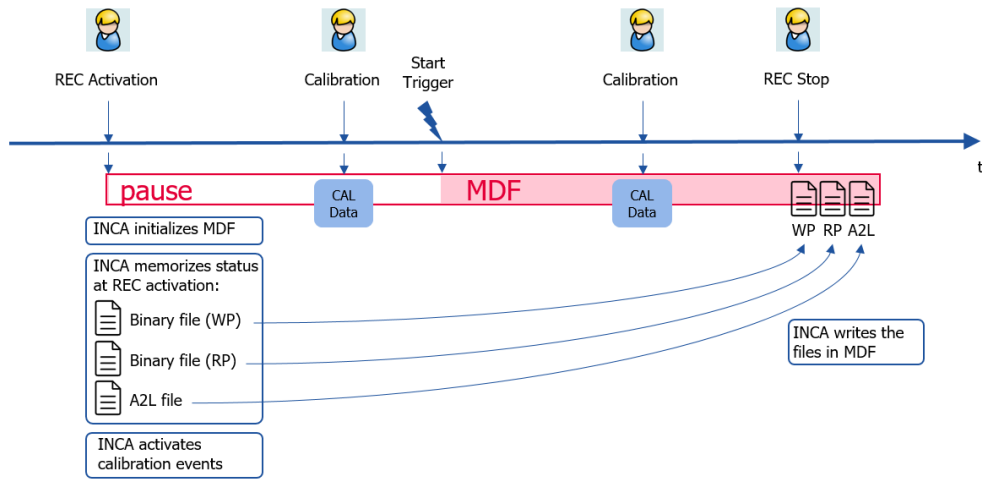 REC Activation
Calibration
Start
Trigger
Calibration
REC Stop
t
pause
CAL
Data
MDF
CAL
Data
WP RP A2L
INCA initializes MDF
INCA memorizes status
at REC activation:
Binary file (WP)
Binary file (RP)
A2L file
INCA writes the
files in MDF
INCA activates
calibration events